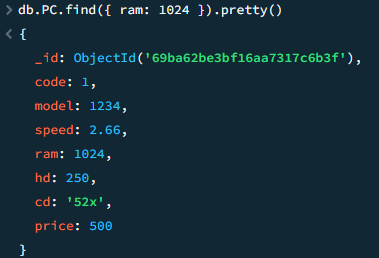 > db.PC.find({ ram: 1024 }).pretty()
< {
_id: ObjectId('69ba62be3bf16aa7317c6b3f'),
code: 1,
model: 1234,
speed: 2.66,
ram: 1024,
hd: 250,
cd: '52x',
price: 500
}